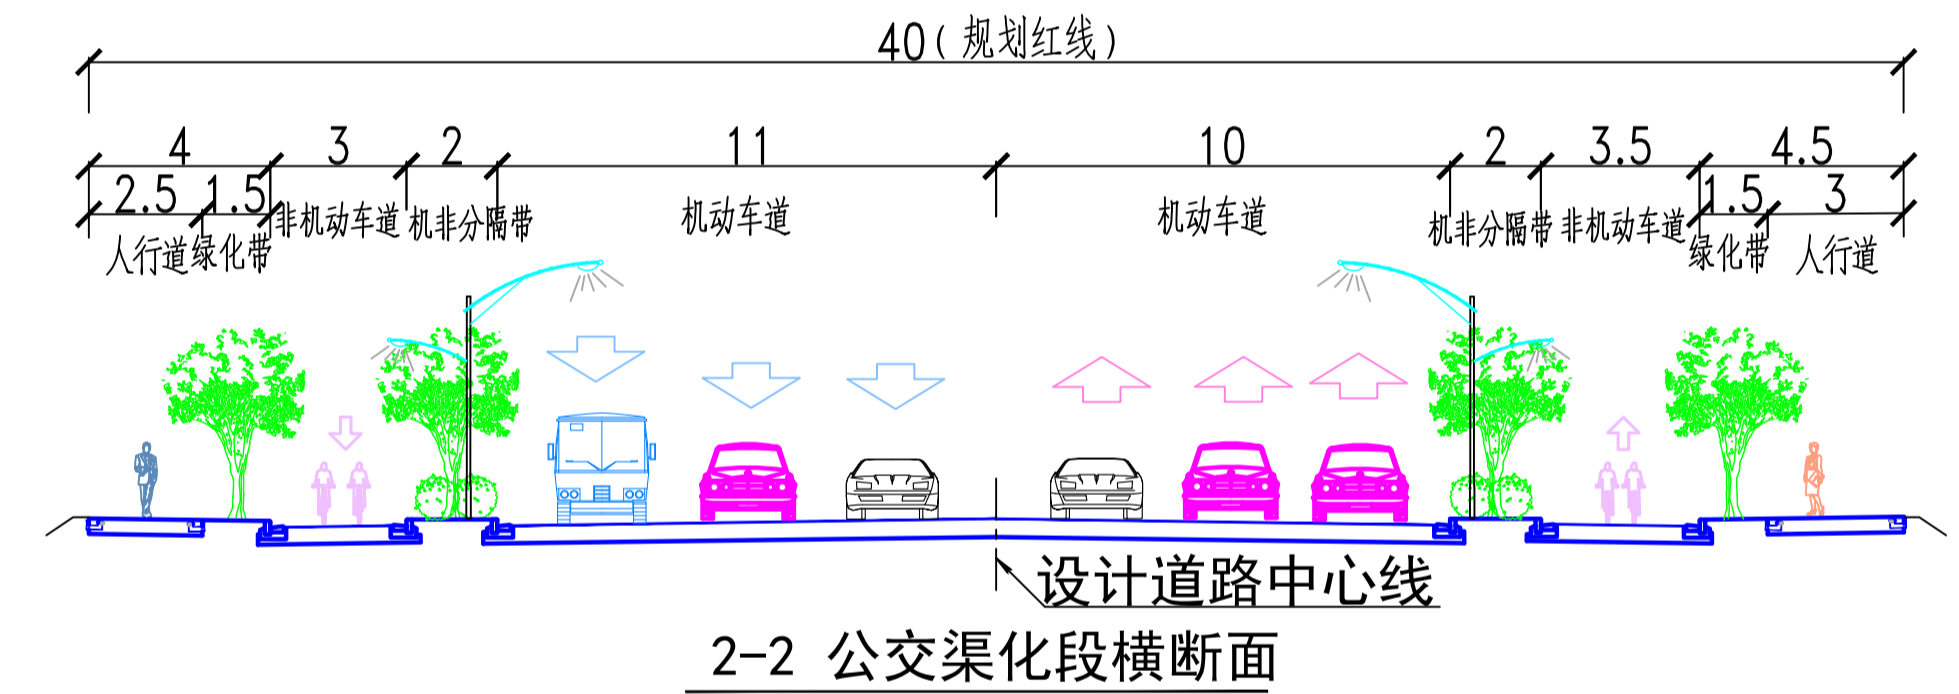 40(规划红线)
4 3 2 11 10 2 3.5 4.5
2.5 1.5 1.5 3
非机动车道 机非分隔带 机动车道 机动车道 机非分隔带 非机动车道
人行道 绿化带 绿化带 人行道
设计道路中心线
2-2 公交渠化段横断面